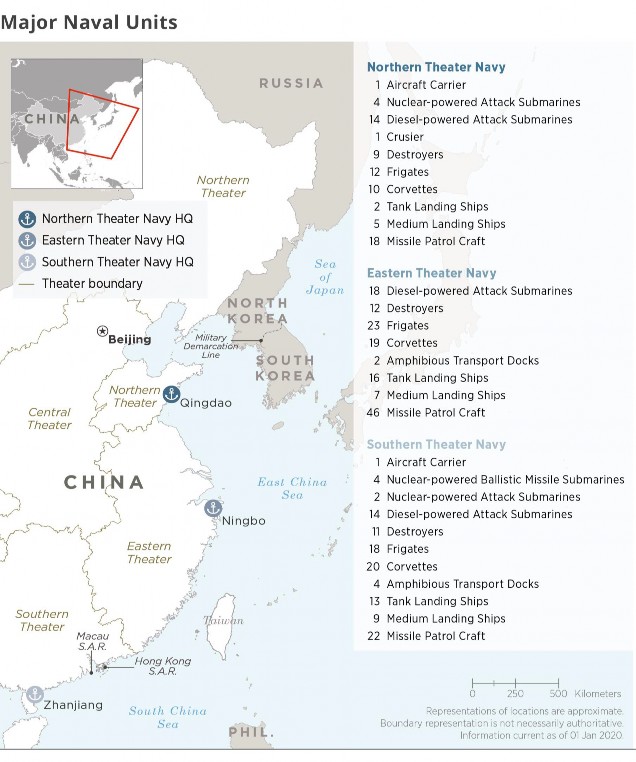 Major Naval Units
RUSSIA
CHINA
Northern
Theater
Northern Theater Navy HQ
Eastern Theater Navy HQ
Southern Theater Navy HQ
Theater boundary
Sea
of
Japan
NORTH
KOREA
Beijing
Military
Demarcation
Line
SOUTH
KOREA
Northern
Theater
Qingdao
Central
Theater
CHINA
East China
Sea
Ningbo
Eastern
Theater
Southern
Theater
Taiwan
Macau
S.A.R.
Hong Kong
S.A.R.
Zhanjiang
South China
Sea
PHIL.
Northern Theater Navy
1 Aircraft Carrier
4 Nuclear-powered Attack Submarines
14 Diesel-powered Attack Submarines
1 Crusier
9 Destroyers
12 Frigates
10 Corvettes
2 Tank Landing Ships
5 Medium Landing Ships
18 Missile Patrol Craft
Eastern Theater Navy
18 Diesel-powered Attack Submarines
12 Destroyers
23 Frigates
19 Corvettes
2 Amphibious Transport Docks
16 Tank Landing Ships
7 Medium Landing Ships
46 Missile Patrol Craft
Southern Theater Navy
1 Aircraft Carrier
4 Nuclear-powered Ballistic Missile Submarines
2 Nuclear-powered Attack Submarines
14 Diesel-powered Attack Submarines
11 Destroyers
18 Frigates
20 Corvettes
4 Amphibious Transport Docks
13 Tank Landing Ships
9 Medium Landing Ships
22 Missile Patrol Craft
0 250 500 Kilometers
Representations of locations are approximate.
Boundary representation is not necessarily authoritative.
Information current as of 01 Jan 2020.